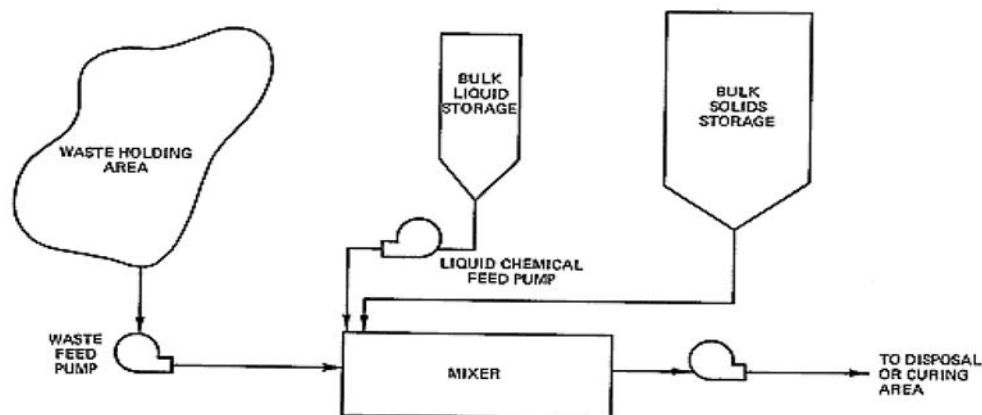 WASTE HOLDING
AREA
BULK
LIQUID
STORAGE
BULK
SOLIDS
STORAGE
LIQUID CHEMICAL
FEED PUMP
WASTE
FEED
PUMP
MIXER
TO DISPOSAL
OR CURING
AREA